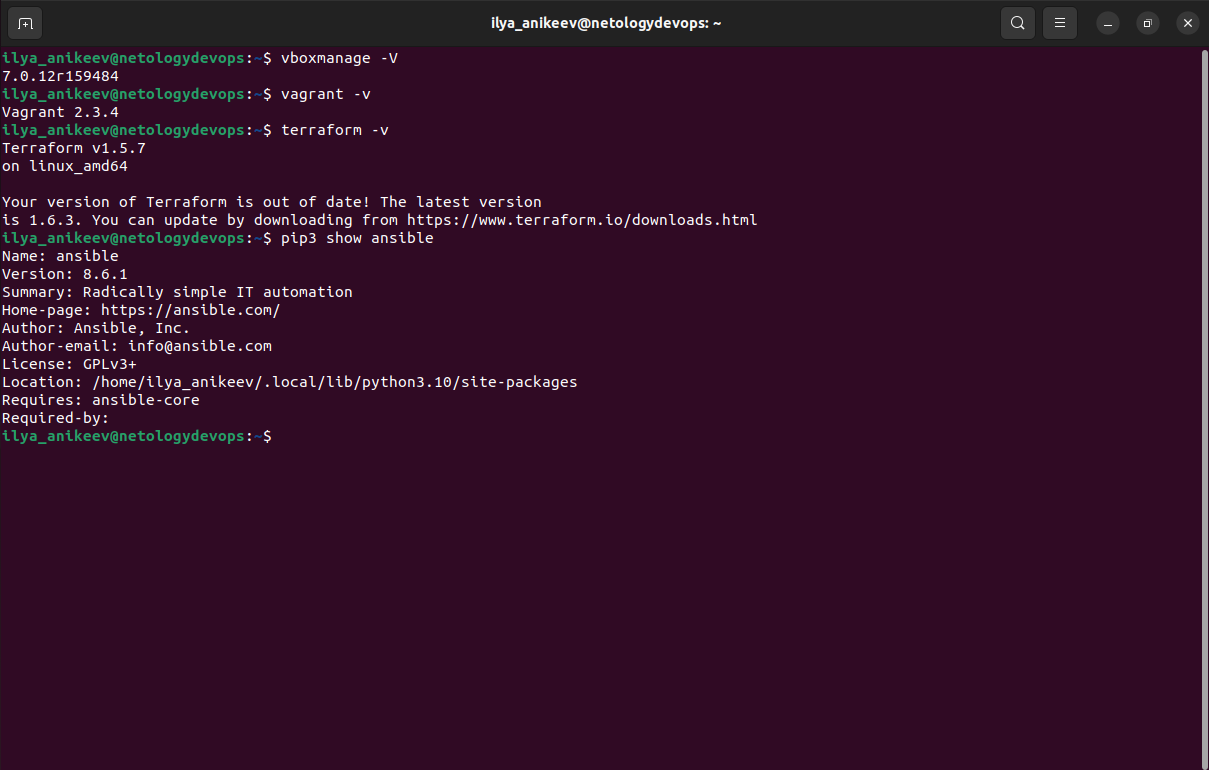 ilya_anikeev@netologydevops: ~
ilya_anikeev@netologydevops:~$ vboxmanage -V
7.0.12r159484
ilya_anikeev@netologydevops:~$ vagrant -v
Vagrant 2.3.4
ilya_anikeev@netologydevops:~$ terraform -v
Terraform v1.5.7
on linux_amd64
Your version of Terraform is out of date! The latest version
is 1.6.3. You can update by downloading from https://www.terraform.io/downloads.html
ilya_anikeev@netologydevops:~$ pip3 show ansible
Name: ansible
Version: 8.6.1
Summary: Radically simple IT automation
Home-page: https://ansible.com/
Author: Ansible, Inc.
Author-email: info@ansible.com
License: GPLv3+
Location: /home/ilya_anikeev/.local/lib/python3.10/site-packages
Requires: ansible-core
Required-by:
ilya_anikeev@netologydevops:~$